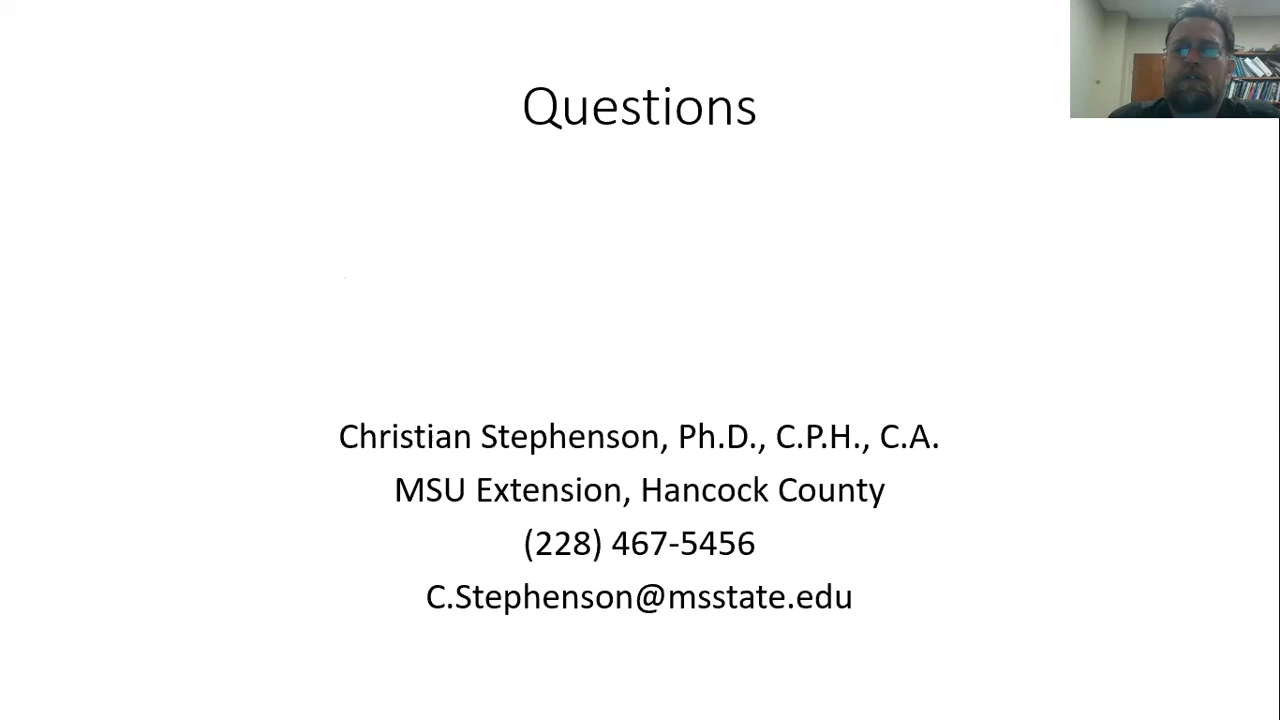 Questions
Christian Stephenson, Ph.D., C.P.H., C.A.
MSU Extension, Hancock County
(228) 467-5456
C.Stephenson@msstate.edu